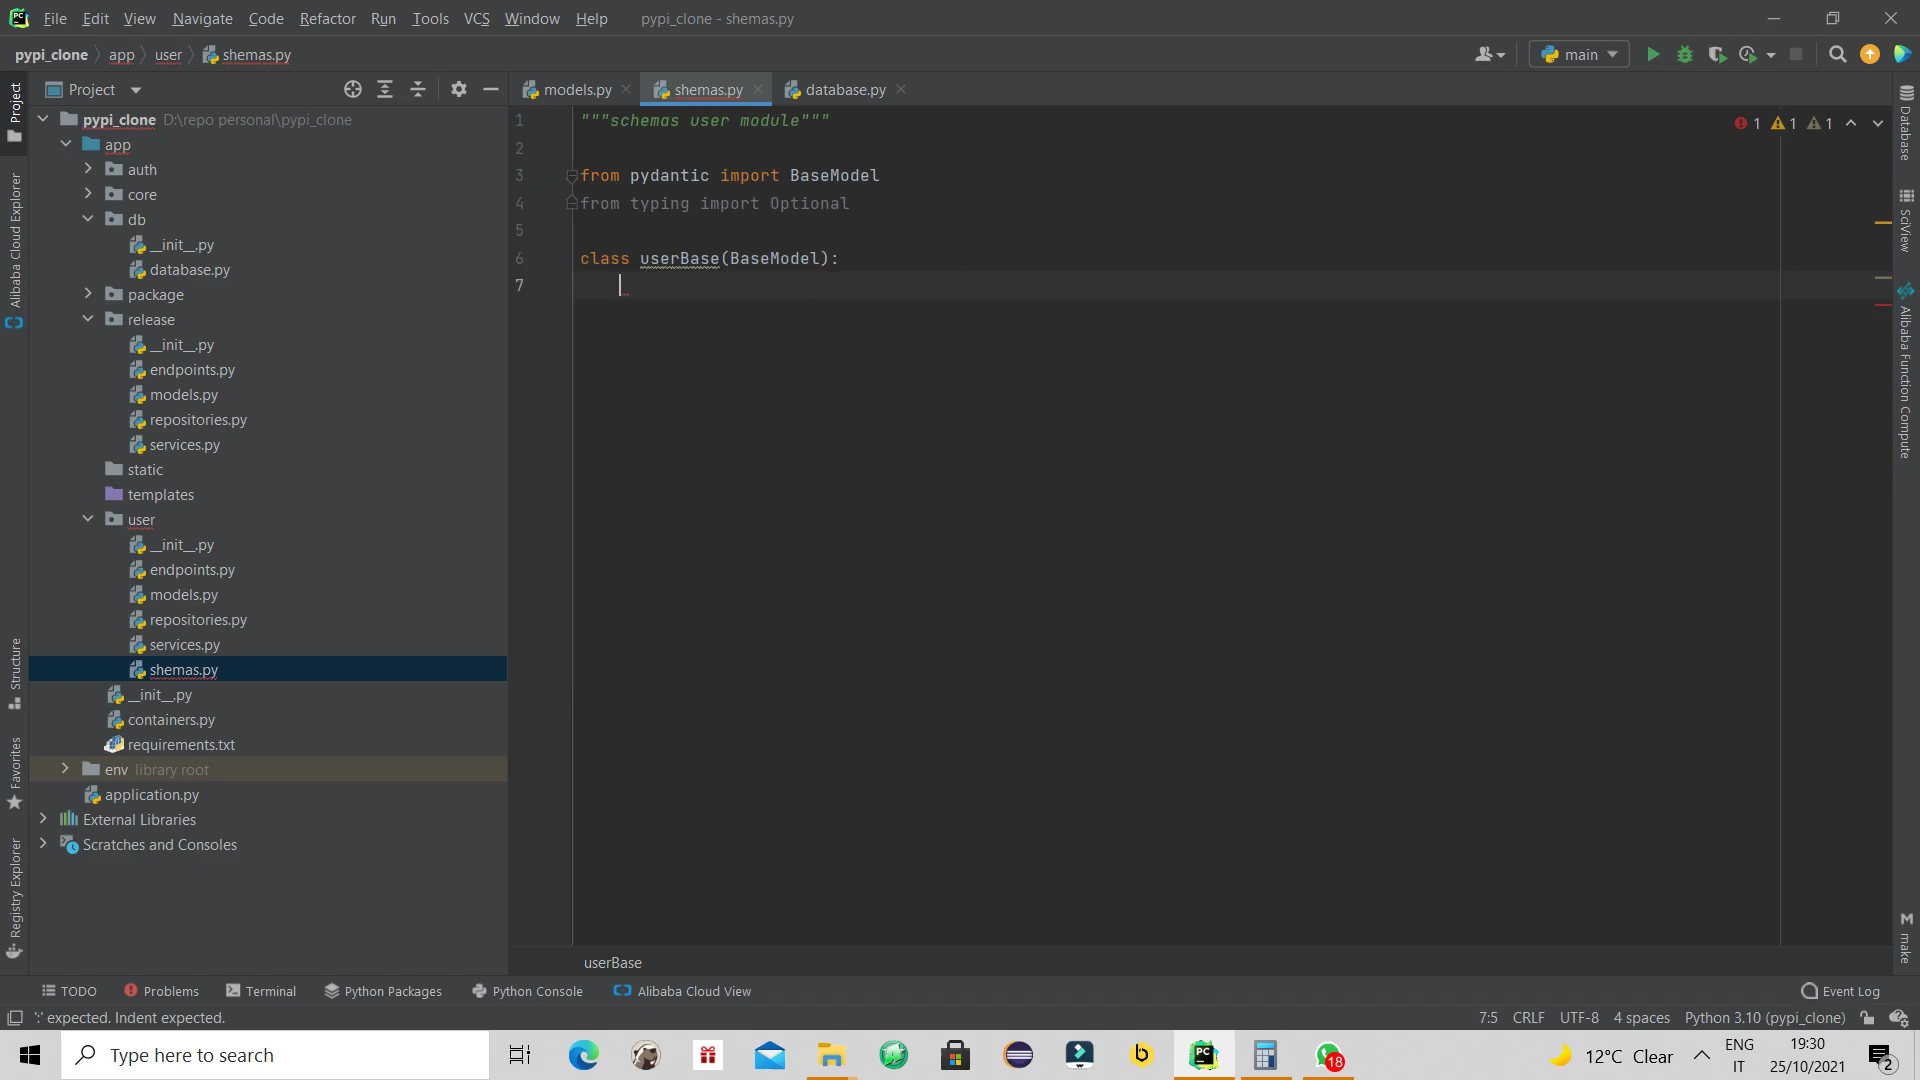 File Edit View Navigate Code Refactor Run Tools VCS Window Help pypi_clone - shemas.py
pypi_clone app user shemas.py
main
Project
models.py shemas.py database.py
pypi_clone D:\repo personal\pypi_clone
app
auth
core
db
__init__.py
database.py
package
release
__init__.py
endpoints.py
models.py
repositories.py
services.py
static
templates
user
__init__.py
endpoints.py
models.py
repositories.py
services.py
shemas.py
__init__.py
containers.py
requirements.txt
env library root
application.py
External Libraries
Scratches and Consoles
Project
Alibaba Cloud Explorer
Structure
Favorites
Registry Explorer
1 """schemas user module"""
2
3 from pydantic import BaseModel
4 from typing import Optional
5
6 class userBase(BaseModel):
7
1 1 1
Database
SciView
Alibaba Function Compute
make
userBase
TODO Problems Terminal Python Packages Python Console Alibaba Cloud View Event Log
':' expected. Indent expected.
7:5 CRLF UTF-8 4 spaces Python 3.10 (pypi_clone)
Type here to search
PC
18
12°C Clear
ENG
IT
19:30
25/10/2021
2